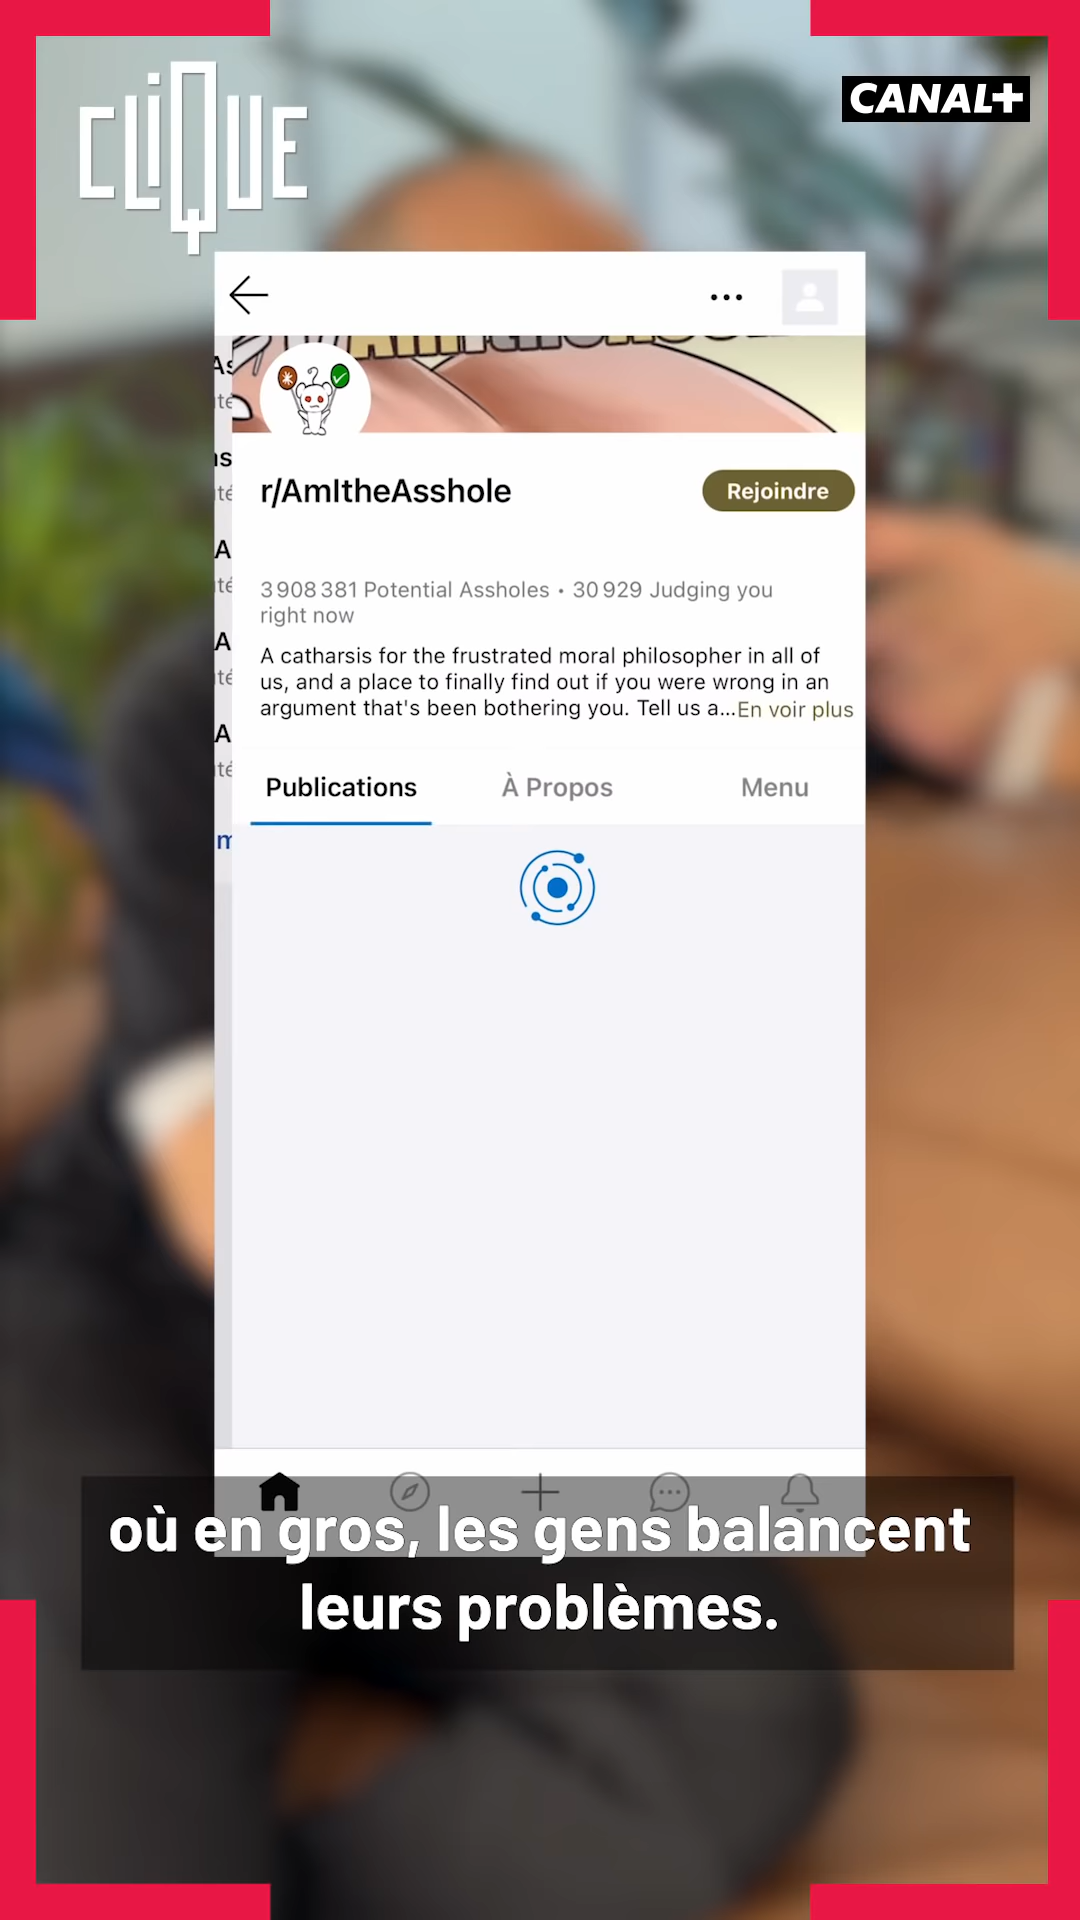 CLIQUE
CANAL+
AmItheAssho
r/AmItheAsshole
Rejoindre
3 908 381 Potential Assholes • 30 929 Judging you
right now
A catharsis for the frustrated moral philosopher in all of
us, and a place to finally find out if you were wrong in an
argument that's been bothering you. Tell us a...En voir plus
Publications
À Propos
Menu
où en gros, les gens balancent
leurs problèmes.